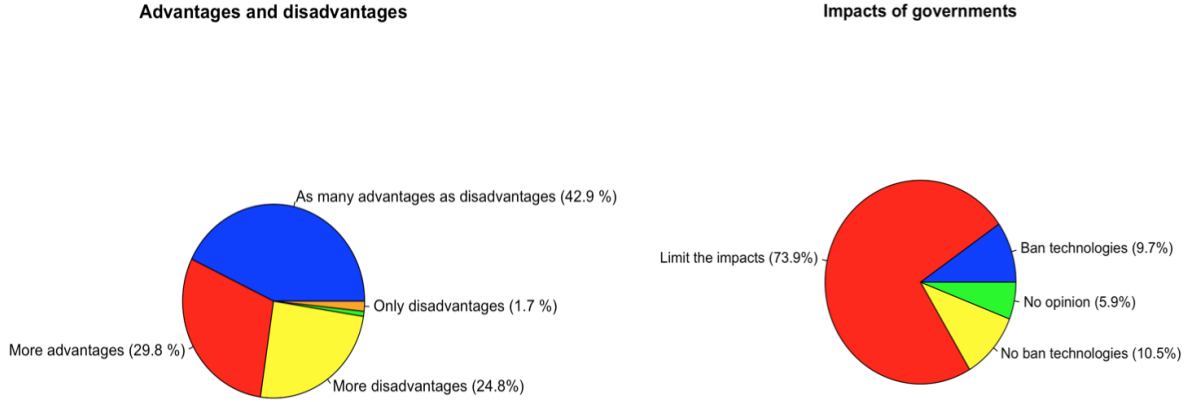 Advantages and disadvantages
As many advantages as disadvantages (42.9 %)
Only disadvantages (1.7 %)
More advantages (29.8 %)
More disadvantages (24.8%)
Impacts of governments
Limit the impacts (73.9%)
Ban technologies (9.7%)
No opinion (5.9%)
No ban technologies (10.5%)